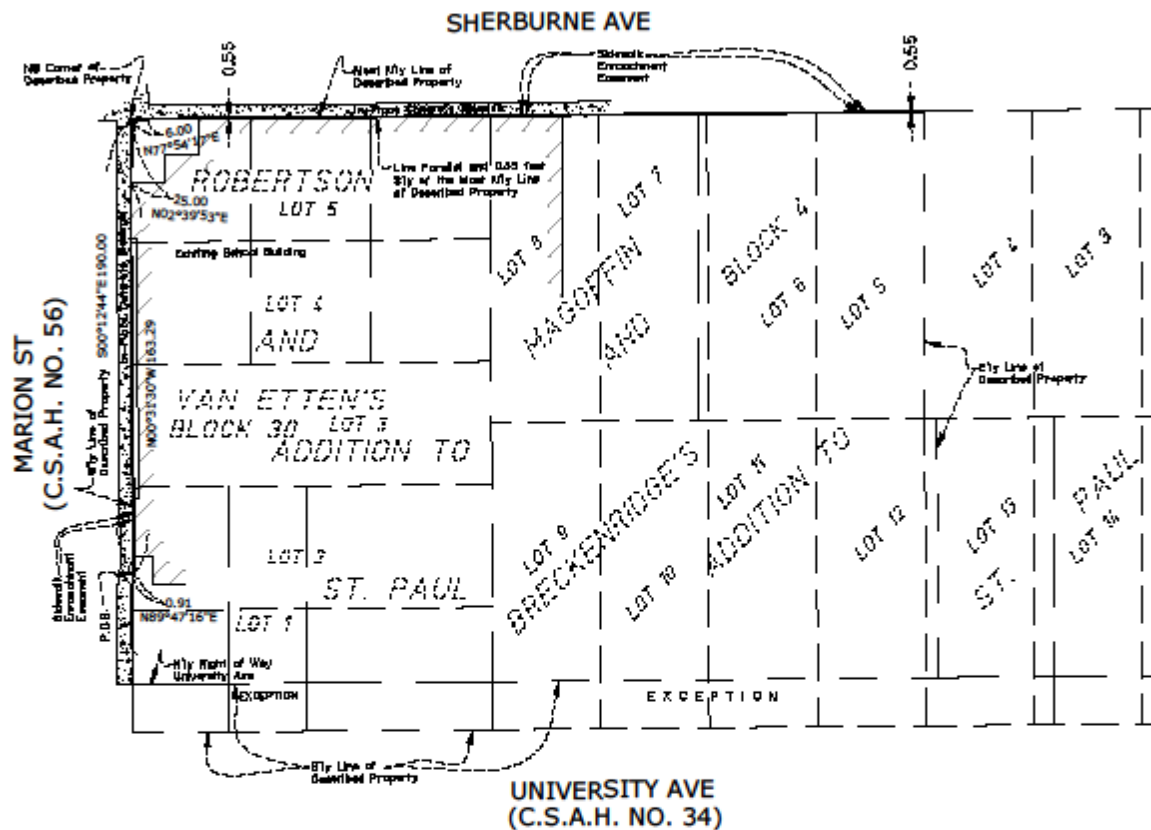 SHERBURNE AVE
NW Corner of
Described Property
0.55
Most N'ly Line of
Described Property
Sidewalk
Encroachment
Easement
0.55
In-Place Concrete Sidewalk
6.00
N77°54'17"E
Line Parallel and 0.55 feet
S'ly of the Most N'ly Line
of Described Property
ROBERTSON
LOT 5
25.00
N02°39'53"E
Existing School Building
LOT 4
AND
VAN ETTEN'S
BLOCK 30
LOT 3
ADDITION TO
LOT 2
ST. PAUL
LOT 1
LOT 8
LOT 7
MAGOFFIN
AND
BLOCK 4
LOT 6
LOT 5
LOT 4
LOT 3
E'ly Line of
Described Property
LOT 9
BRECKENRIDGE'S
LOT 10
LOT 11
ADDITION TO
LOT 12
LOT 13
ST.
PAUL
LOT 14
MARION ST
(C.S.A.H. NO. 56)
W'ly Line of
Described Property
S00°12'44"E 190.00
N00°31'30"W 163.29
Sidewalk
Encroachment
Easement
P.O.B.
0.91
N89°47'16"E
N'ly Right of Way
University Ave
EXCEPTION
EXCEPTION
S'ly Line of
Described Property
UNIVERSITY AVE
(C.S.A.H. NO. 34)